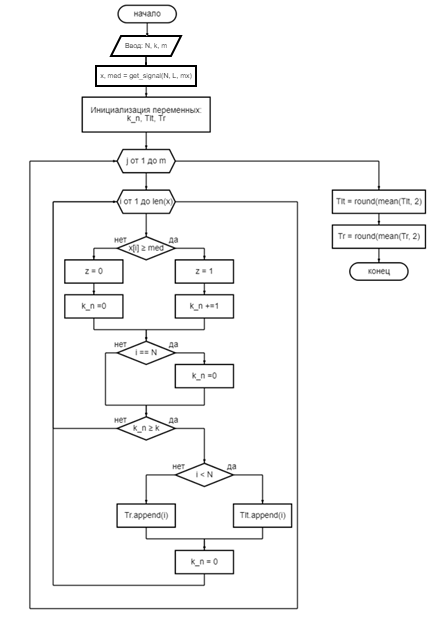 начало
Ввод: N, k, m
x, med = get_signal(N, L, mx)
Инициализация переменных:
k_n, Tlt, Tr
j от 1 до m
i от 1 до len(x)
Tlt = round(mean(Tlt, 2)
Tr = round(mean(Tr, 2)
конец
нет
да
x[i] ≥ med
z = 0
z = 1
k_n =0
k_n +=1
нет
да
i == N
k_n =0
нет
да
k_n ≥ k
нет
да
i < N
Tr.append(i)
Tlt.append(i)
k_n = 0